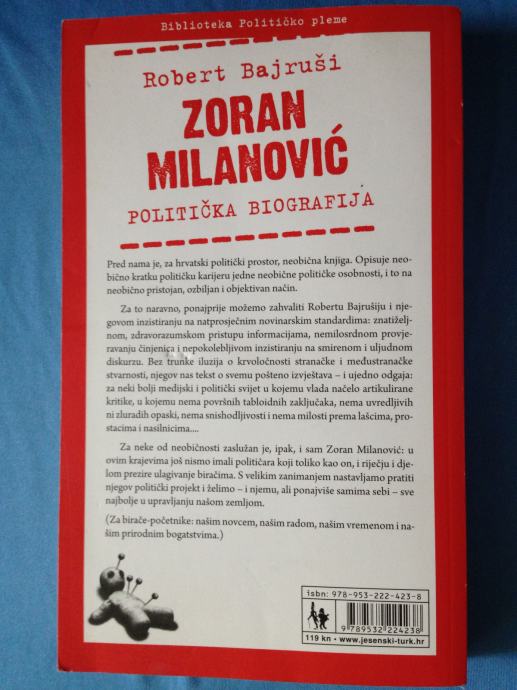 Biblioteka Političko pleme
Robert Bajruši
ZORAN
MILANOVIĆ
POLITIČKA BIOGRAFIJA
Pred nama je, za hrvatski politički prostor, neobična knjiga. Opisuje neo-
bično kratku političku karijeru jedne neobične političke osobnosti, i to na
neobično pristojan, ozbiljan i objektivan način.
Za to naravno, ponajprije možemo zahvaliti Robertu Bajrušiju i nje-
govom inzistiranju na natprosječnim novinarskim standardima: znatiželj-
nom, zdravorazumskom pristupu informacijama, nemilosrdnom provje-
ravanju činjenica i nepokolebljivom inzistiranju na smirenom i uljudnom
diskurzu. Bez trunke iluzija o krvoločnosti stranačke i međustranačke
stvarnosti, njegov nas tekst o svemu pošteno izvještava – i ujedno odgaja:
za neki bolji medijski i politički svijet u kojemu vlada načelo artikulirane
kritike, u kojemu nema površnih tabloidnih zaključaka, nema uvredljivih
ni zluradih opaski, nema snishodljivosti i nema milosti prema lašcima, pro-
stacima i nasilnicima....
Za neke od neobičnosti zaslužan je, ipak, i sam Zoran Milanović: u
ovim krajevima još nismo imali političara koji toliko kao on, i riječju i dje-
lom prezire ulagivanje biračima. S velikim zanimanjem nastavljamo pratiti
njegov politički projekt i želimo – i njemu, ali ponajviše samima sebi – sve
najbolje u upravljanju našom zemljom.
(Za birače-početnike: našim novcem, našim radom, našim vremenom i na-
šim prirodnim bogatstvima.)
isbn: 978-953-222-423-8
9 789532 224238
119 kn • www.jesenski-turk.hr